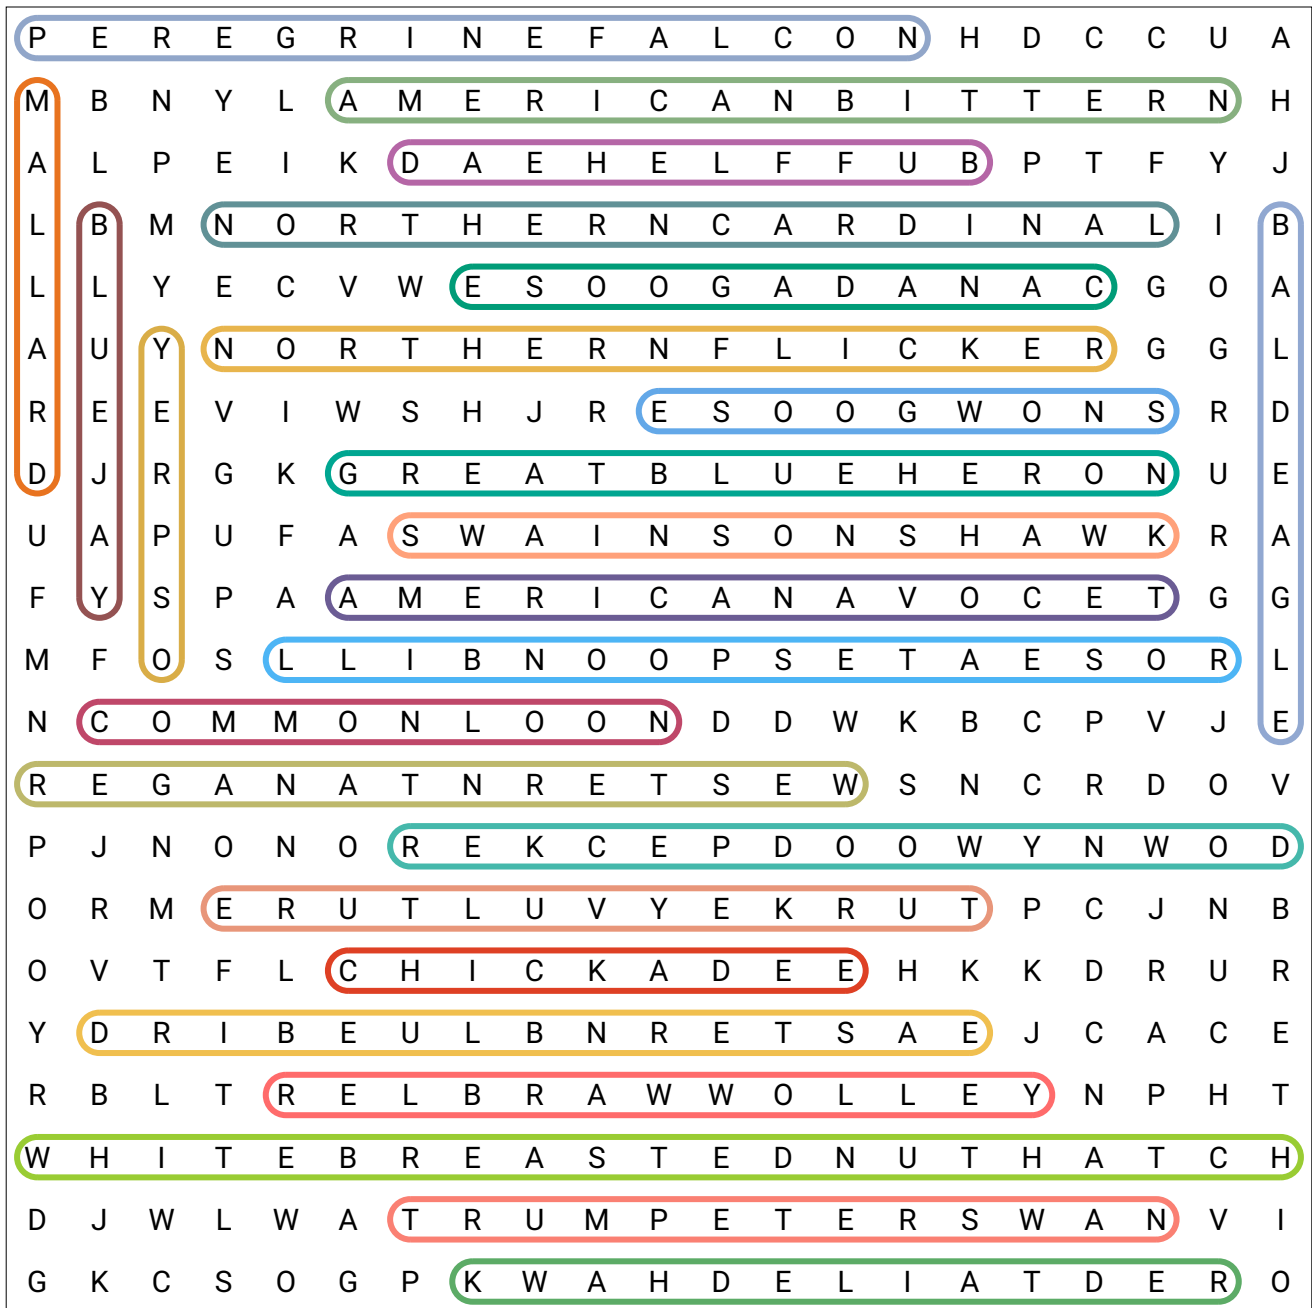 P E R E G R I N E F A L C O N H D C C U A
M B N Y L A M E R I C A N B I T T E R N H
A L P E I K D A E H E L F F U B P T F Y J
L B M N O R T H E R N C A R D I N A L I B
L L Y E C V W E S O O G A D A N A C G O A
A U Y N O R T H E R N F L I C K E R G G L
R E E V I W S H J R E S O O G W O N S R D
D J R G K G R E A T B L U E H E R O N U E
U A P U F A S W A I N S O N S H A W K R A
F Y S P A A M E R I C A N A V O C E T G G
M F O S L L I B N O O P S E T A E S O R L
N C O M M O N L O O N D D W K B C P V J E
R E G A N A T N R E T S E W S N C R D O V
P J N O N O R E K C E P D O O W Y N W O D
O R M E R U T L U V Y E K R U T P C J N B
O V T F L C H I C K A D E E H K K D R U R
Y D R I B E U L B N R E T S A E J C A C E
R B L T R E L B R A W W O L L E Y N P H T
W H I T E B R E A S T E D N U T H A T C H
D J W L W A T R U M P E T E R S W A N V I
G K C S O G P K W A H D E L I A T D E R O